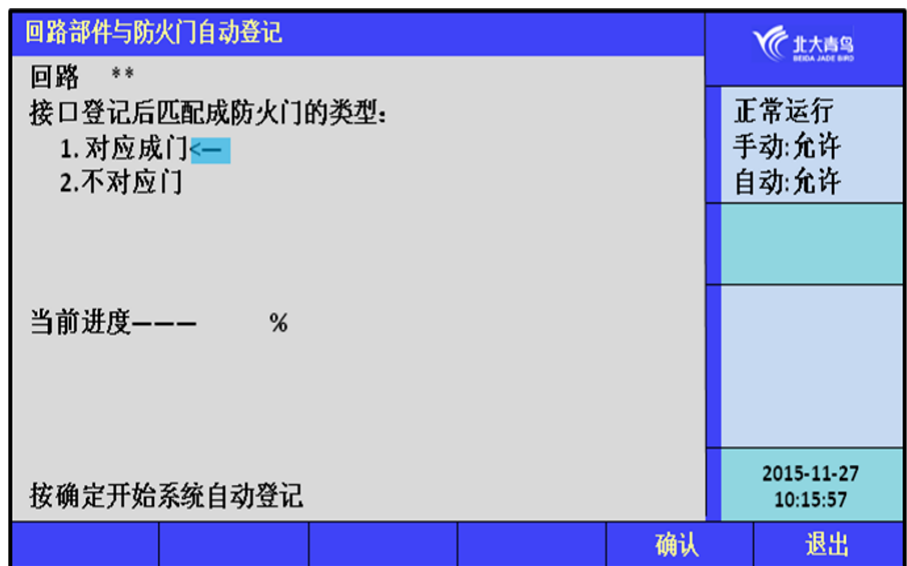 回路部件与防火门自动登记
北大青鸟
BEIDA JADE BIRD
回路 **
接口登记后匹配成防火门的类型:
1.对应成门<—
2.不对应门
当前进度——— %
按确定开始系统自动登记
正常运行
手动:允许
自动:允许
2015-11-27
10:15:57
确认 退出